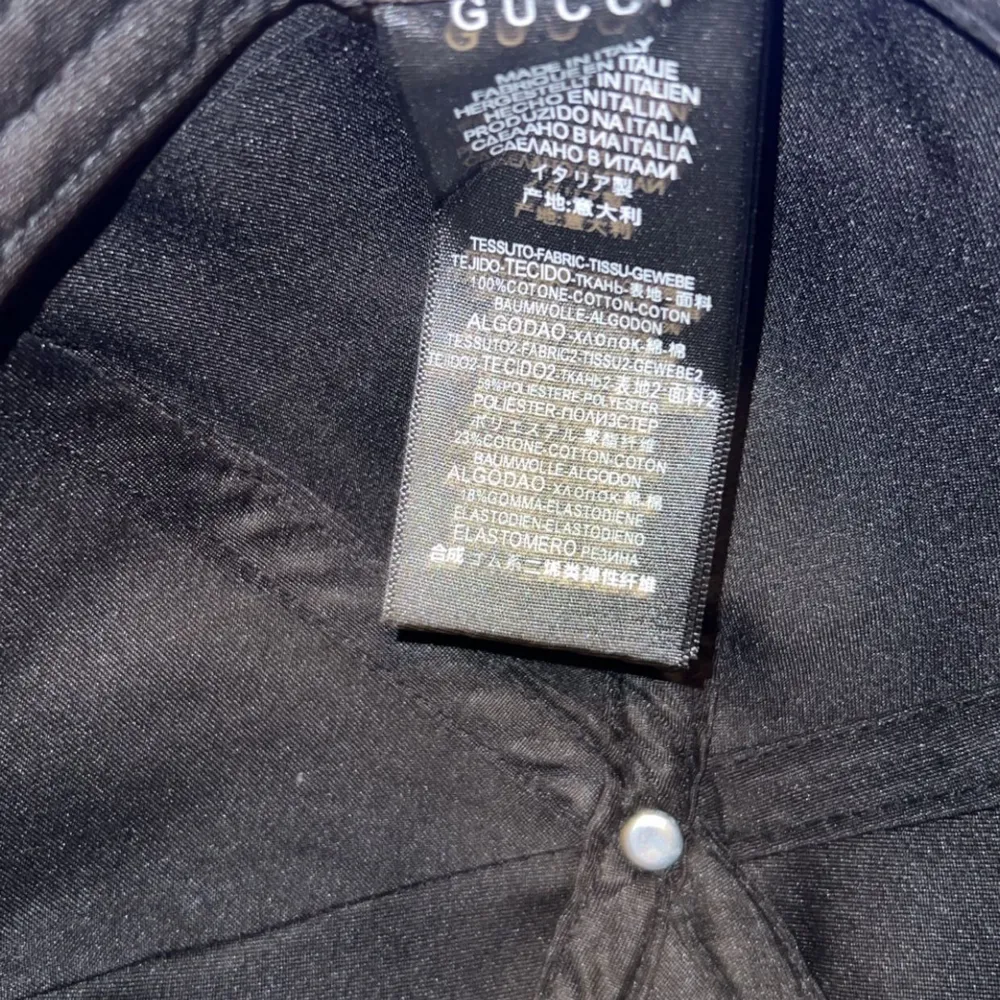 GUCCI
MADE IN ITALY
FABRIQUE EN ITALIE
HERGESTELLT IN ITALIEN
HECHO EN ITALIA
PRODUZIDO NA ITALIA
СДЕЛАНО В ИТАЛИИ
イタリア製
产地:意大利
TESSUTO-FABRIC-TISSU-GEWEBE
TEJIDO-TECIDO-ТКАНЬ-表地-面料
100%COTONE-COTTON-COTON
BAUMWOLLE-ALGODON
ALGODAO-ХЛОПОК-綿-棉
TESSUTO2-FABRIC2-TISSU2-GEWEBE2
TEJIDO2-TECIDO2-ТКАНЬ2-表地2-面料2
59%POLIESTERE-POLYESTER
POLIESTER-ПОЛИЗСТЕР
ポリエステル-聚酯纤维
23%COTONE-COTTON-COTON
BAUMWOLLE-ALGODON
ALGODAO-ХЛОПОК-綿-棉
18%GOMMA-ELASTODIENE
ELASTODIEN-ELASTODIENO
ELASTOMERO РЕЗИНА
合成ゴム系二烯类弹性纤维